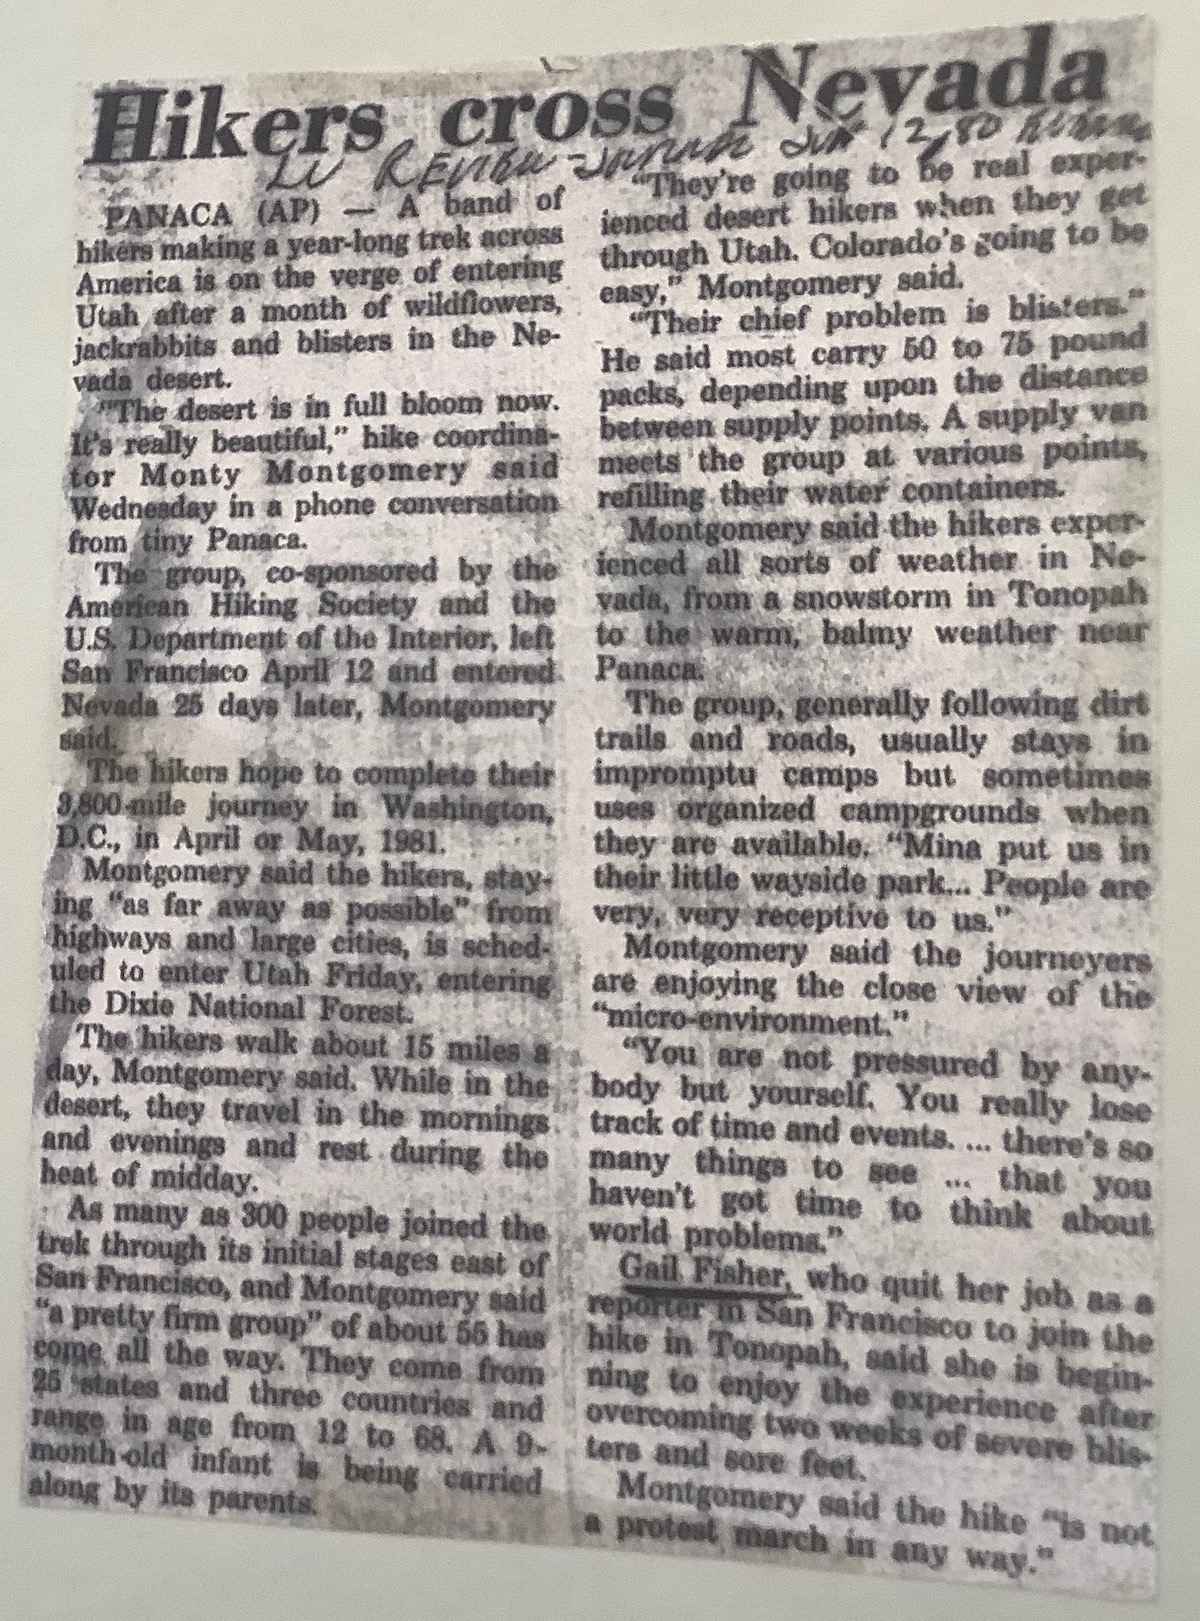 Hikers cross Nevada
LV REVIEW-JOURNAL JUN 12, 80
PANACA (AP) — A band of
hikers making a year-long trek across
America is on the verge of entering
Utah after a month of wildflowers,
jackrabbits and blisters in the Ne-
vada desert.
"The desert is in full bloom now.
It's really beautiful," hike coordina-
tor Monty Montgomery said
Wednesday in a phone conversation
from tiny Panaca.
The group, co-sponsored by the
American Hiking Society and the
U.S. Department of the Interior, left
San Francisco April 12 and entered
Nevada 25 days later, Montgomery
said.
The hikers hope to complete their
3,800-mile journey in Washington,
D.C., in April or May, 1981.
Montgomery said the hikers, stay-
ing "as far away as possible" from
highways and large cities, is sched-
uled to enter Utah Friday, entering
the Dixie National Forest.
The hikers walk about 15 miles a
day, Montgomery said. While in the
desert, they travel in the mornings
and evenings and rest during the
heat of midday.
As many as 300 people joined the
trek through its initial stages east of
San Francisco, and Montgomery said
"a pretty firm group" of about 55 has
come all the way. They come from
25 states and three countries and
range in age from 12 to 68. A 9-
month-old infant is being carried
along by its parents.
"They're going to be real exper-
ienced desert hikers when they get
through Utah. Colorado's going to be
easy," Montgomery said.
"Their chief problem is blisters."
He said most carry 50 to 75 pound
packs, depending upon the distance
between supply points. A supply van
meets the group at various points,
refilling their water containers.
Montgomery said the hikers exper-
ienced all sorts of weather in Ne-
vada, from a snowstorm in Tonopah
to the warm, balmy weather near
Panaca.
The group, generally following dirt
trails and roads, usually stays in
impromptu camps but sometimes
uses organized campgrounds when
they are available. "Mina put us in
their little wayside park... People are
very, very receptive to us."
Montgomery said the journeyers
are enjoying the close view of the
"micro-environment."
"You are not pressured by any-
body but yourself. You really lose
track of time and events. ... there's so
many things to see ... that you
haven't got time to think about
world problems."
Gail Fisher, who quit her job as a
reporter in San Francisco to join the
hike in Tonopah, said she is begin-
ning to enjoy the experience after
overcoming two weeks of severe blis-
ters and sore feet.
Montgomery said the hike "is not
a protest march in any way."